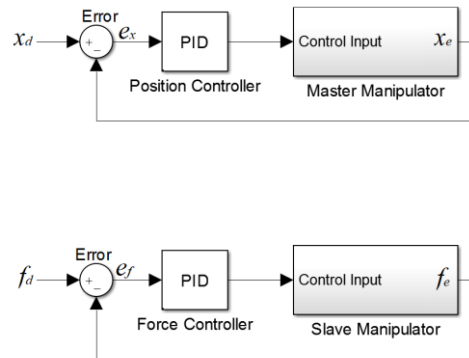 Error
x_d + − e_x PID Control Input x_e
Position Controller Master Manipulator
Error
f_d + − e_f PID Control Input f_e
Force Controller Slave Manipulator